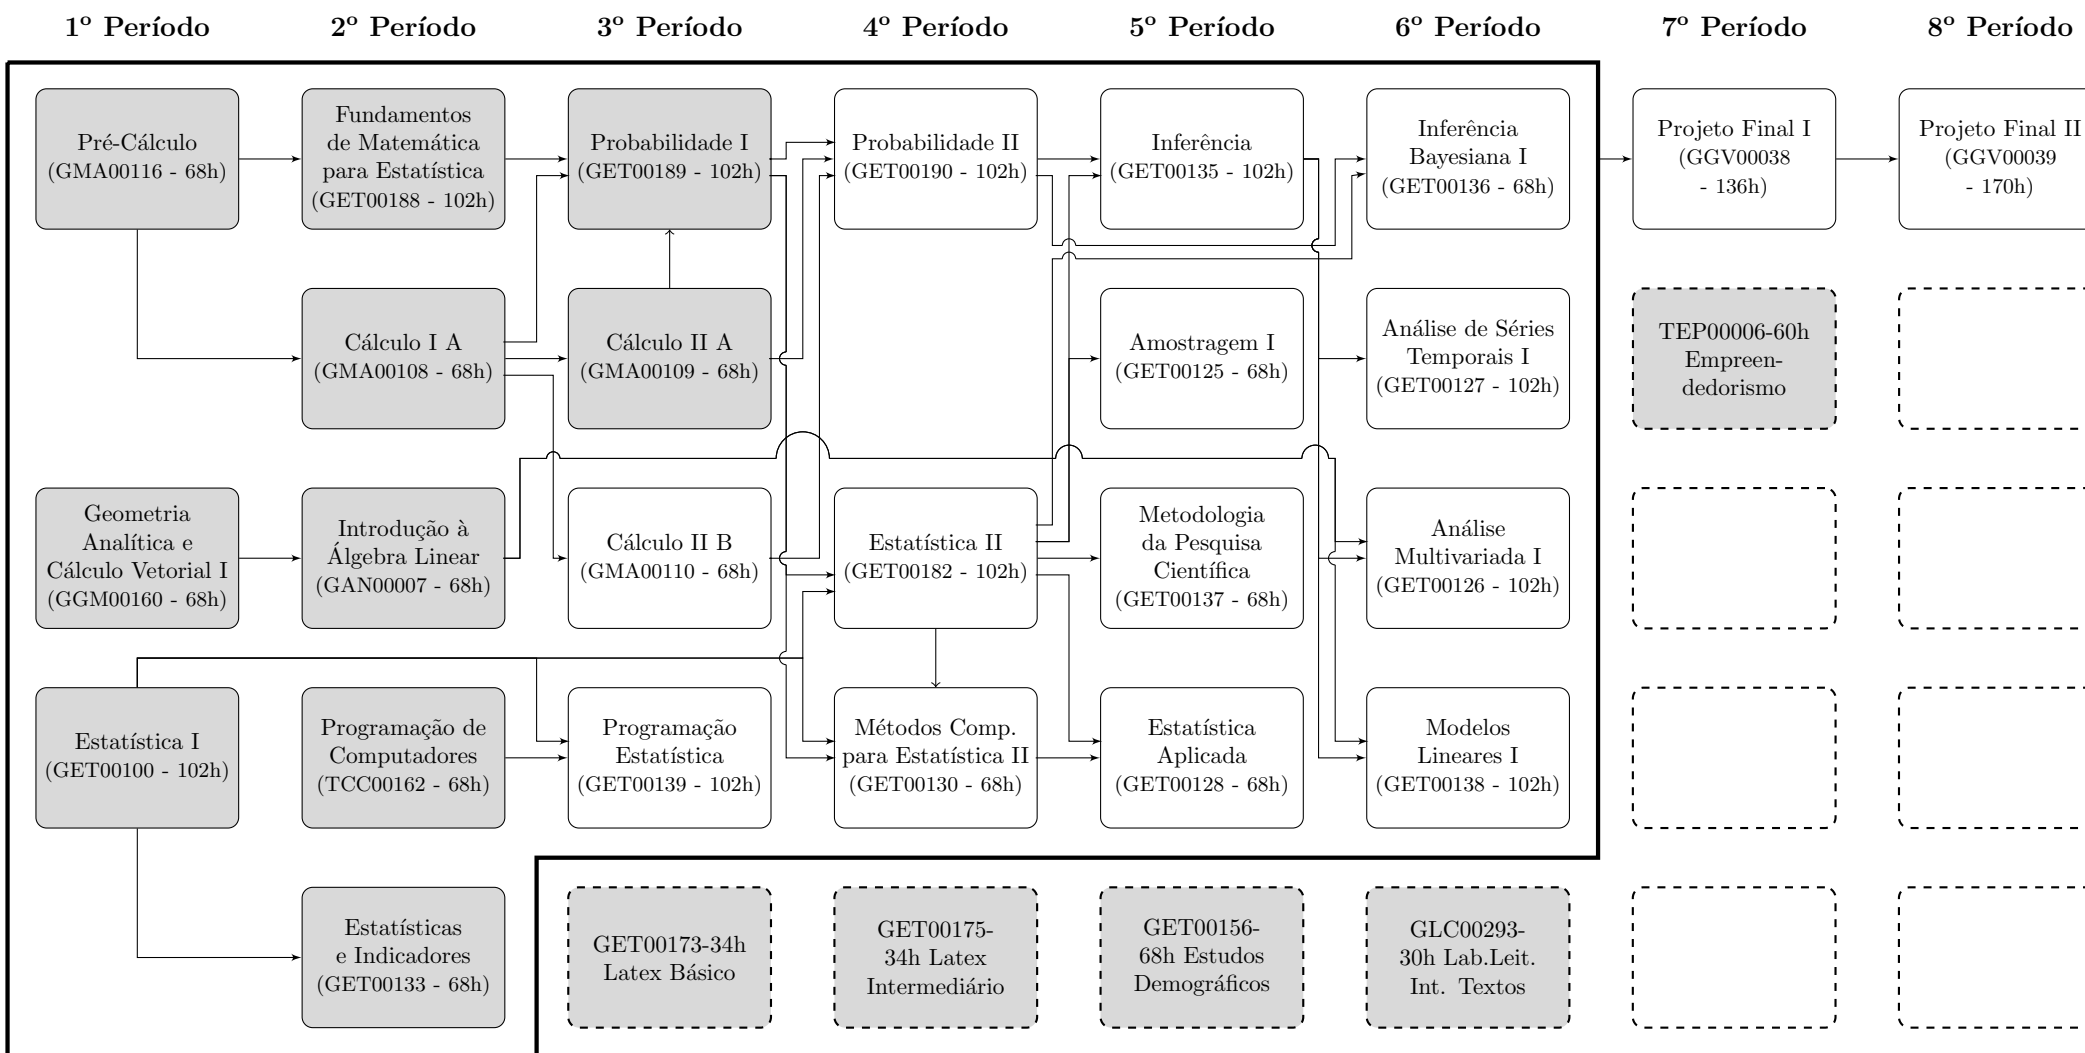 1º Período
2º Período
3º Período
4º Período
5º Período
6º Período
7º Período
8º Período
Pré-Cálculo
(GMA00116 - 68h)
Fundamentos
de Matemática
para Estatística
(GET00188 - 102h)
Probabilidade I
(GET00189 - 102h)
Probabilidade II
(GET00190 - 102h)
Inferência
(GET00135 - 102h)
Inferência
Bayesiana I
(GET00136 - 68h)
Projeto Final I
(GGV00038
- 136h)
Projeto Final II
(GGV00039
- 170h)
Cálculo I A
(GMA00108 - 68h)
Cálculo II A
(GMA00109 - 68h)
Amostragem I
(GET00125 - 68h)
Análise de Séries
Temporais I
(GET00127 - 102h)
TEP00006-60h
Empreen-
dedorismo
Geometria
Analítica e
Cálculo Vetorial I
(GGM00160 - 68h)
Introdução à
Álgebra Linear
(GAN00007 - 68h)
Cálculo II B
(GMA00110 - 68h)
Estatística II
(GET00182 - 102h)
Metodologia
da Pesquisa
Científica
(GET00137 - 68h)
Análise
Multivariada I
(GET00126 - 102h)
Estatística I
(GET00100 - 102h)
Programação de
Computadores
(TCC00162 - 68h)
Programação
Estatística
(GET00139 - 102h)
Métodos Comp.
para Estatística II
(GET00130 - 68h)
Estatística
Aplicada
(GET00128 - 68h)
Modelos
Lineares I
(GET00138 - 102h)
Estatísticas
e Indicadores
(GET00133 - 68h)
GET00173-34h
Latex Básico
GET00175-
34h Latex
Intermediário
GET00156-
68h Estudos
Demográficos
GLC00293-
30h Lab.Leit.
Int. Textos